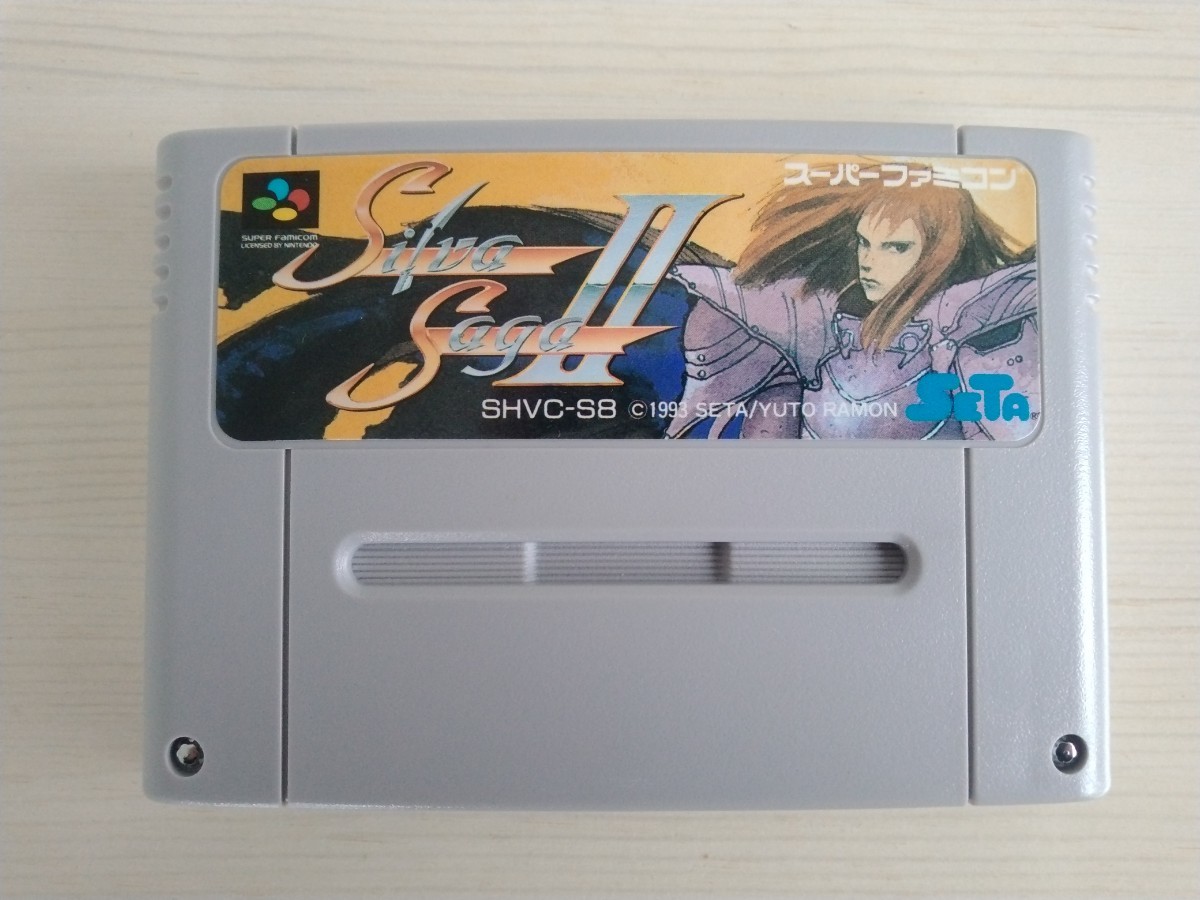 スーパーファミコン
SUPER FAMICOM
LICENSED BY NINTENDO
Silva
Saga
II
SHVC-S8 ©1993 SETA/YUTO RAMON SETA